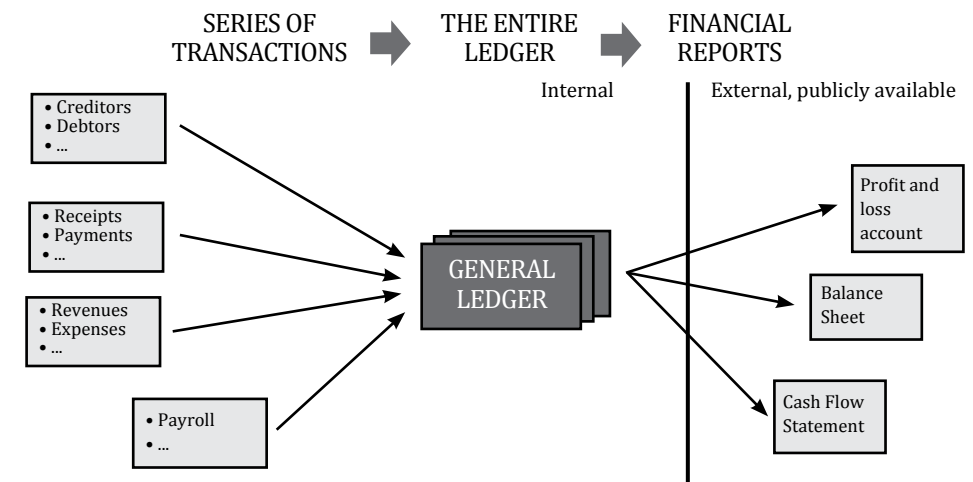 SERIES OF
TRANSACTIONS
THE ENTIRE
LEDGER
FINANCIAL
REPORTS
Internal
External, publicly available
• Creditors
• Debtors
• ...
• Receipts
• Payments
• ...
• Revenues
• Expenses
• ...
• Payroll
• ...
GENERAL
LEDGER
Profit and
loss
account
Balance
Sheet
Cash Flow
Statement